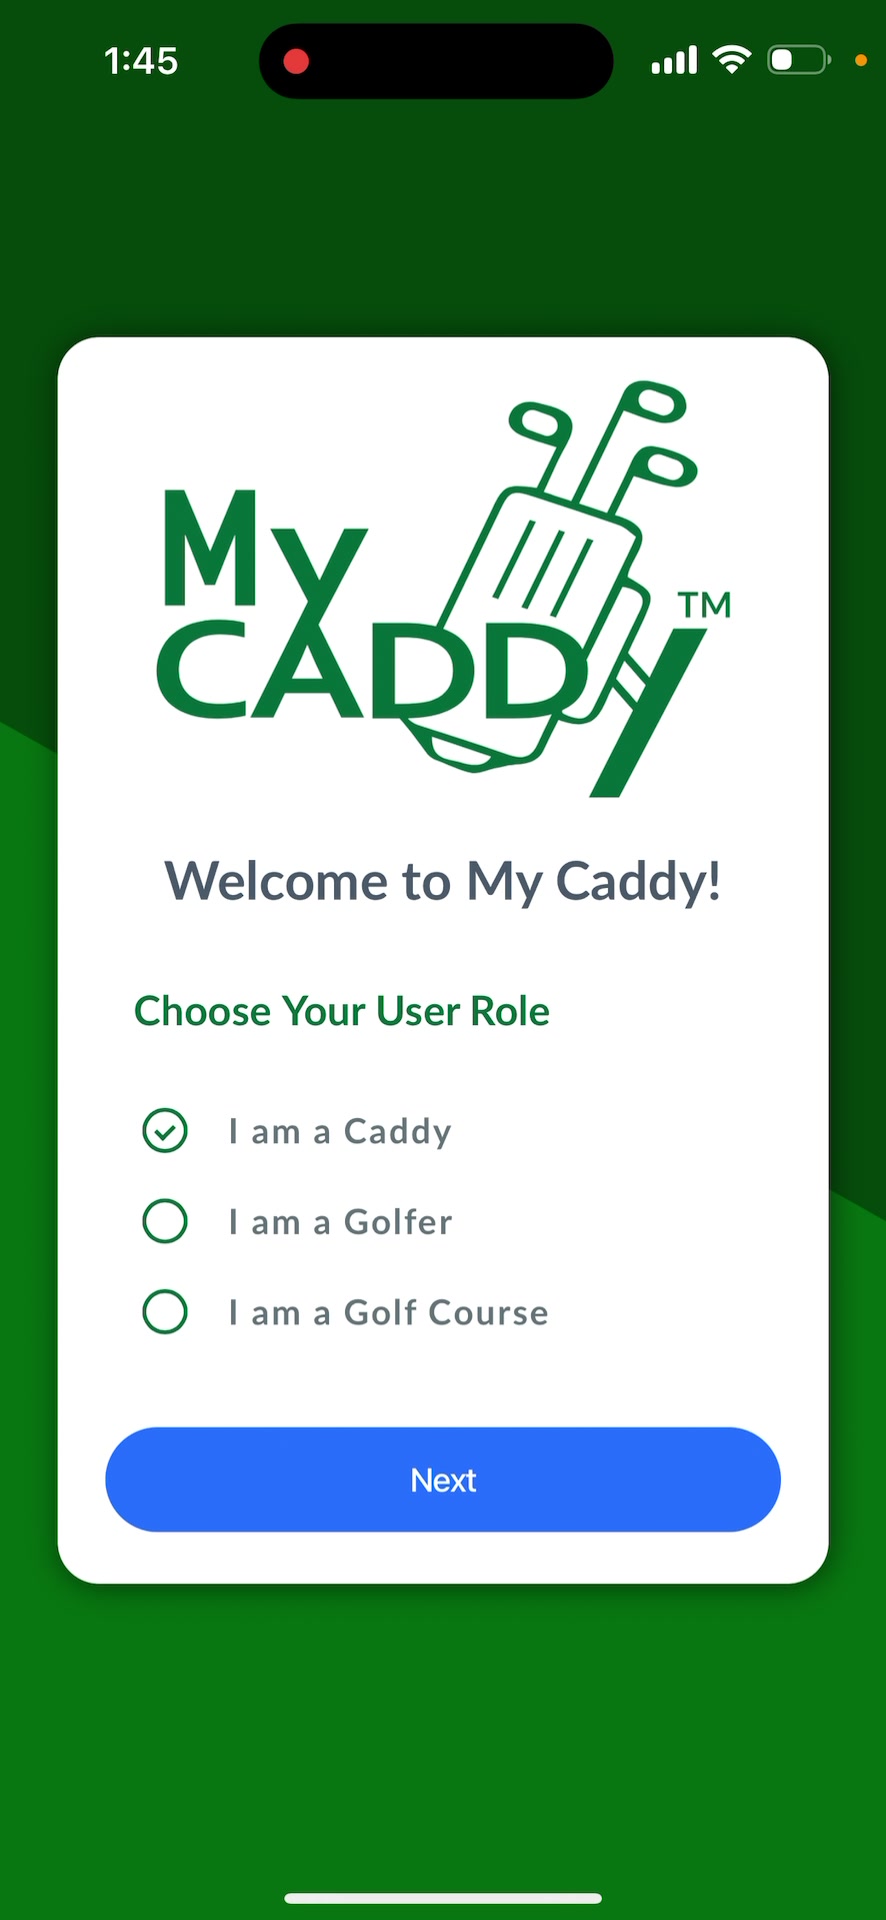 1:45
My
CADDy
TM
Welcome to My Caddy!
Choose Your User Role
I am a Caddy
I am a Golfer
I am a Golf Course
Next